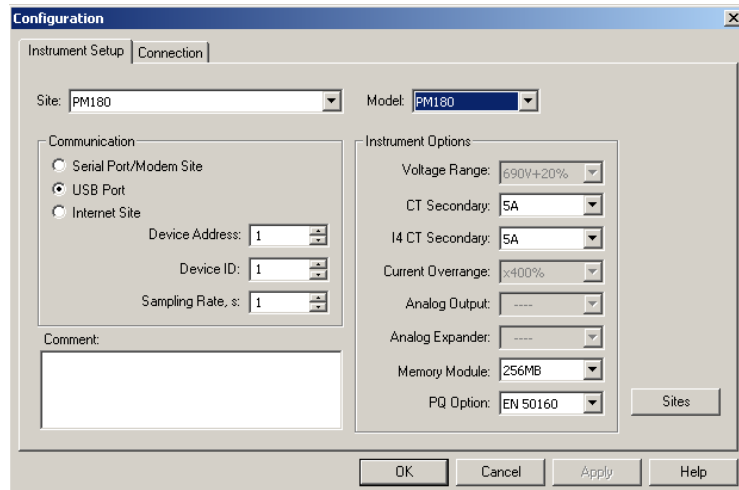 Configuration
Instrument Setup Connection
Site: PM180 Model: PM180
Communication
Serial Port/Modem Site
USB Port
Internet Site
Device Address: 1
Device ID: 1
Sampling Rate, s: 1
Comment:
Instrument Options
Voltage Range: 690V+20%
CT Secondary: 5A
I4 CT Secondary: 5A
Current Overrange: x400%
Analog Output: ----
Analog Expander: ----
Memory Module: 256MB
PQ Option: EN 50160
Sites
OK Cancel Apply Help